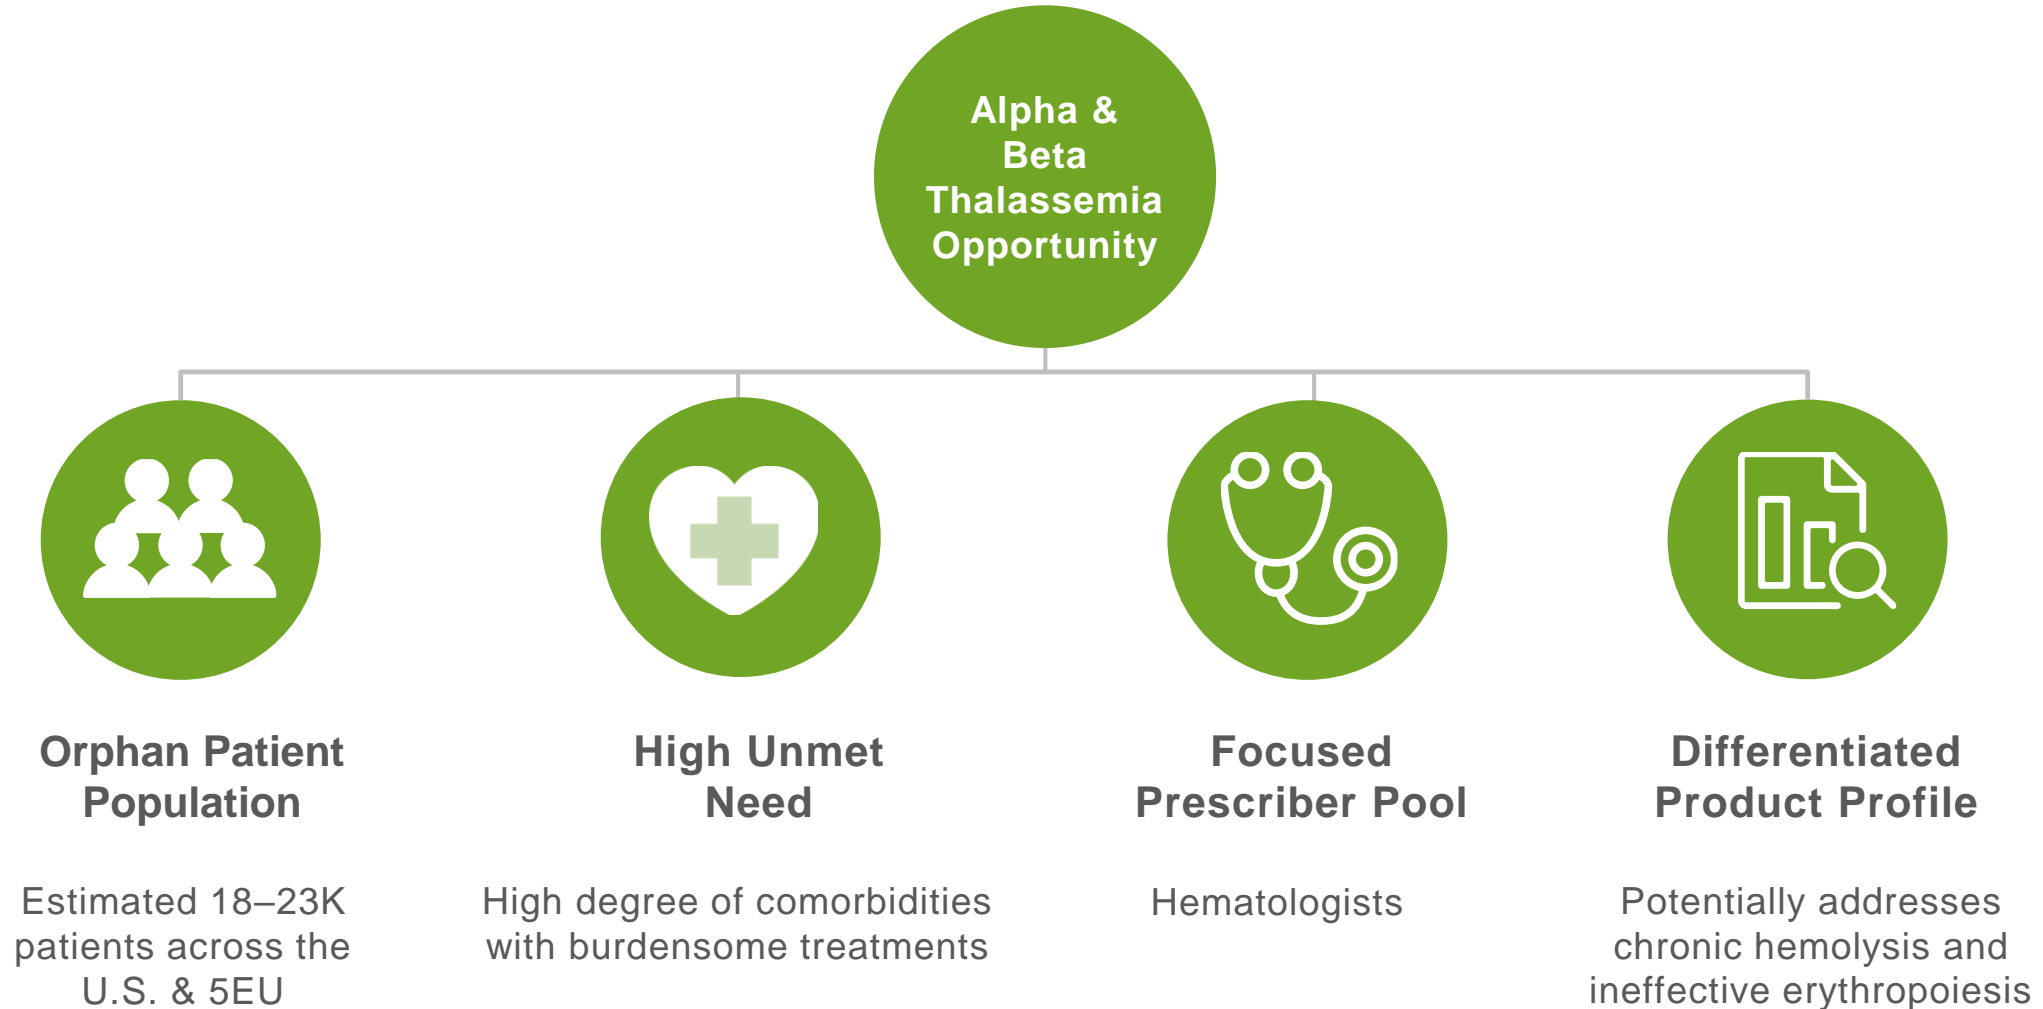 Alpha &
Beta
Thalassemia
Opportunity
Orphan Patient
Population
Estimated 18–23K
patients across the
U.S. & 5EU
High Unmet
Need
High degree of comorbidities
with burdensome treatments
Focused
Prescriber Pool
Hematologists
Differentiated
Product Profile
Potentially addresses
chronic hemolysis and
ineffective erythropoiesis